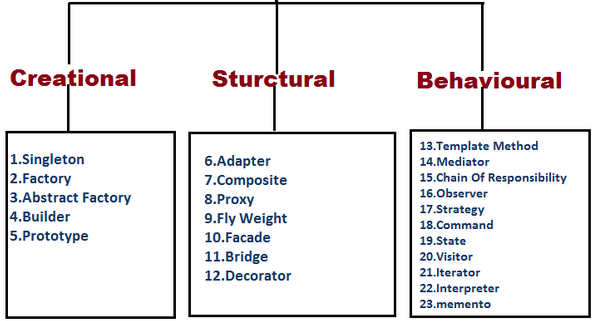 Creational
Sturctural
Behavioural
1.Singleton
2.Factory
3.Abstract Factory
4.Builder
5.Prototype
6.Adapter
7.Composite
8.Proxy
9.Fly Weight
10.Facade
11.Bridge
12.Decorator
13.Template Method
14.Mediator
15.Chain Of Responsibility
16.Observer
17.Strategy
18.Command
19.State
20.Visitor
21.Iterator
22.Interpreter
23.memento